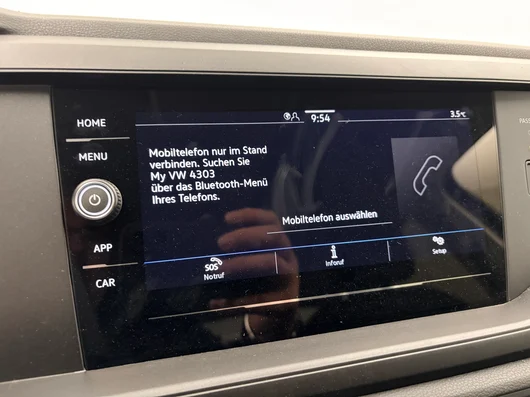 HOME
9:54
3.5°C
MENU
Mobiltelefon nur im Stand
verbinden. Suchen Sie
My VW 4303
über das Bluetooth-Menü
Ihres Telefons.
Mobiltelefon auswählen
APP
SOS
Notruf
Inforuf
Setup
CAR
PASS